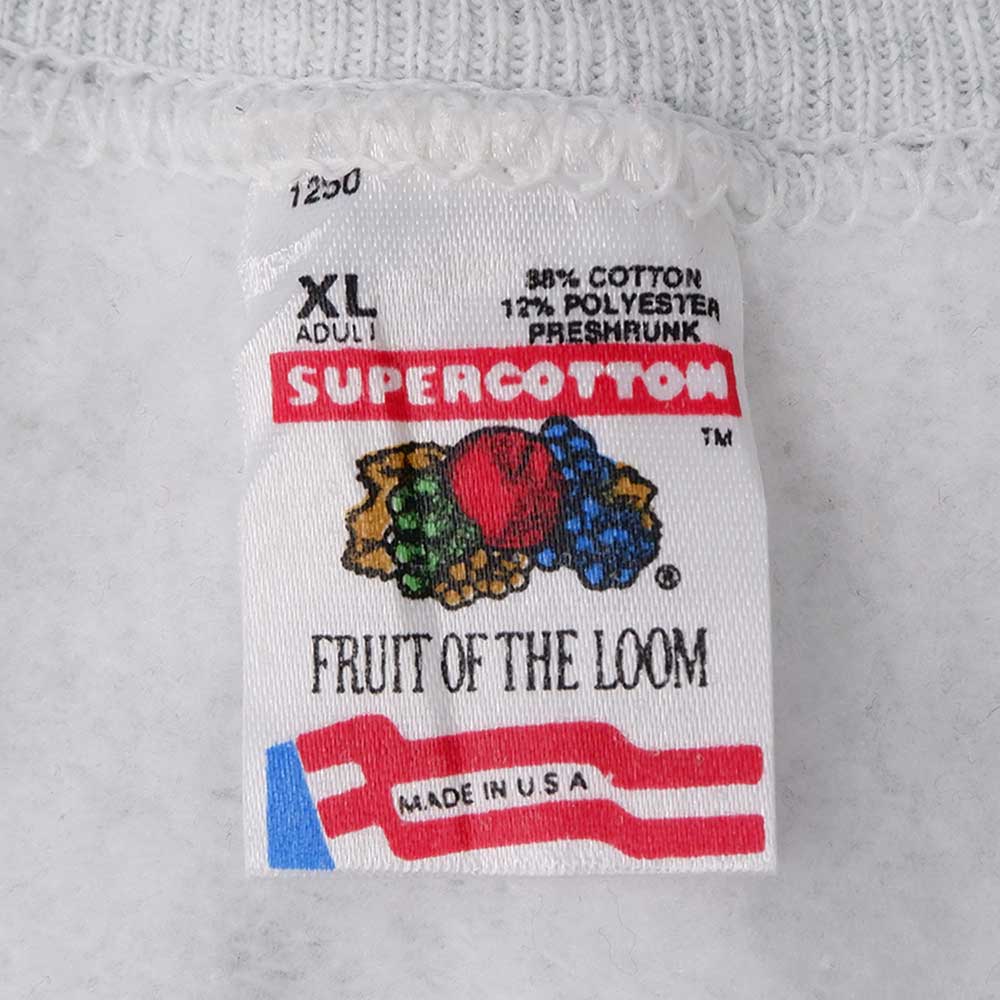 1250
XL
ADULT
88% COTTON
12% POLYESTER
PRESHRUNK
SUPERCOTTON
TM
®
FRUIT OF THE LOOM
MADE IN U S A